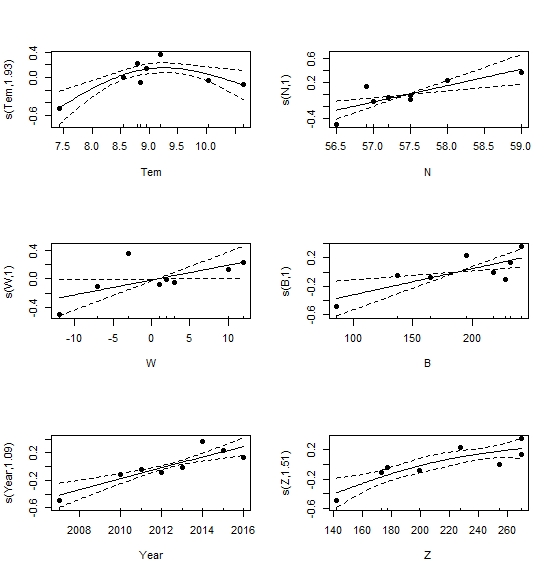 s(Tem,1.93)
-0.6 0.0 0.4
7.5 8.0 8.5 9.0 9.5 10.0
Tem
s(N,1)
-0.4 0.2 0.6
56.5 57.0 57.5 58.0 58.5 59.0
N
s(W,1)
-0.4 0.0 0.4
-10 -5 0 5 10
W
s(B,1)
-0.6 -0.2 0.2
100 150 200
B
s(Year,1.09)
-0.6 -0.2 0.2
2008 2010 2012 2014 2016
Year
s(Z,1.51)
-0.6 -0.2 0.2
140 160 180 200 220 240 260
Z